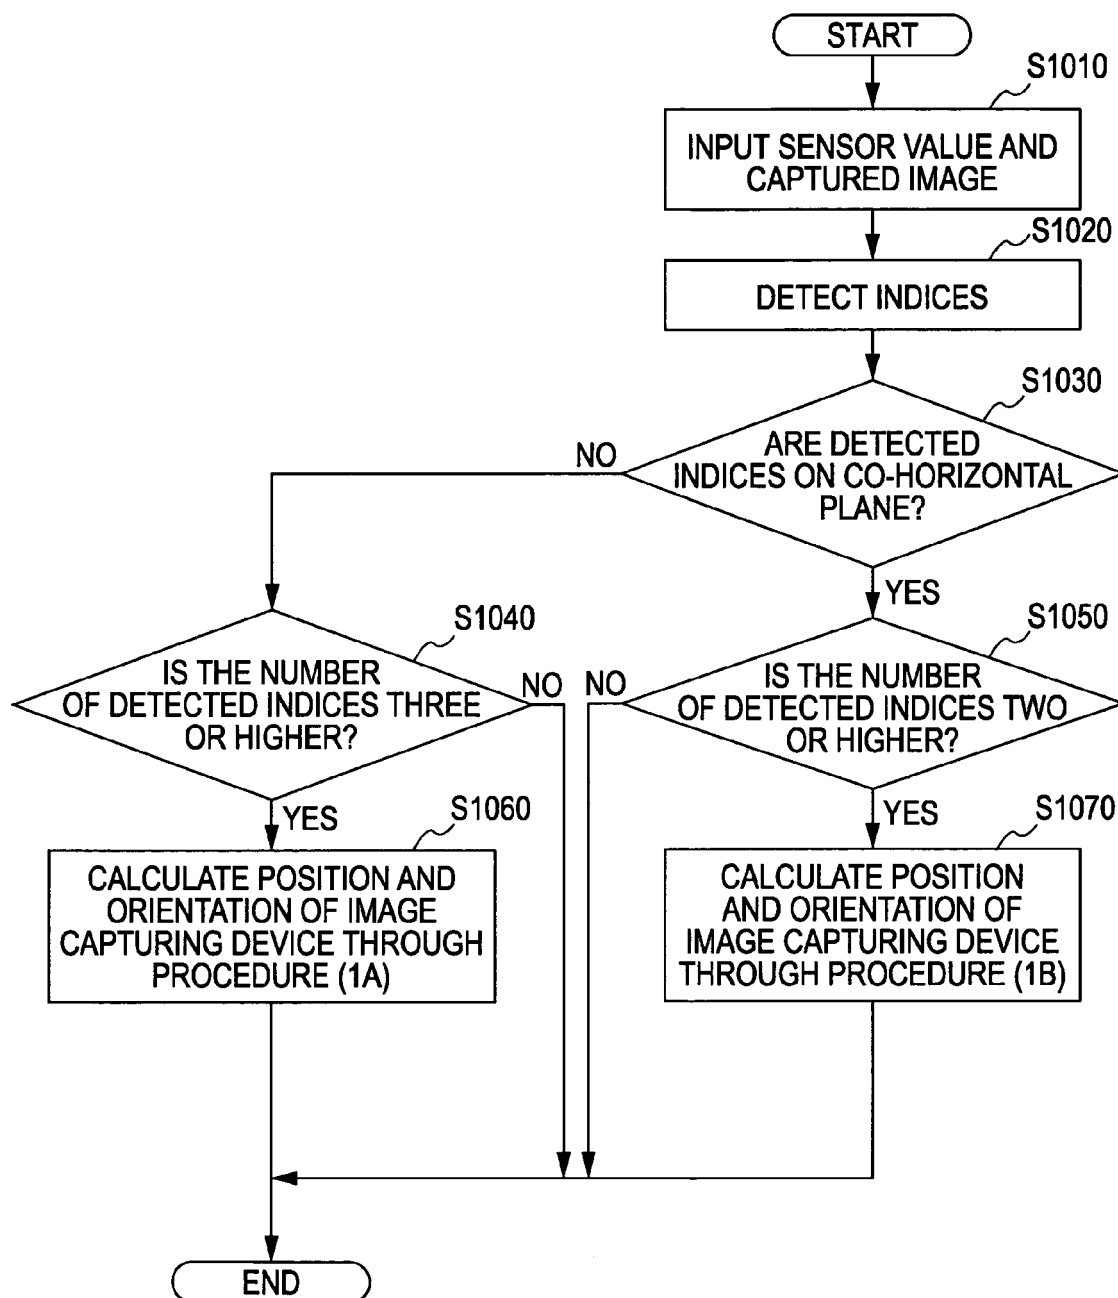 START
S1010
INPUT SENSOR VALUE AND
CAPTURED IMAGE
S1020
DETECT INDICES
S1030
ARE DETECTED
INDICES ON CO-HORIZONTAL
PLANE?
NO
YES
S1040
IS THE NUMBER
OF DETECTED INDICES THREE
OR HIGHER?
NO
YES
S1050
IS THE NUMBER
OF DETECTED INDICES TWO
OR HIGHER?
NO
YES
S1060
CALCULATE POSITION AND
ORIENTATION OF IMAGE
CAPTURING DEVICE THROUGH
PROCEDURE (1A)
S1070
CALCULATE POSITION
AND ORIENTATION OF
IMAGE CAPTURING DEVICE
THROUGH PROCEDURE (1B)
END